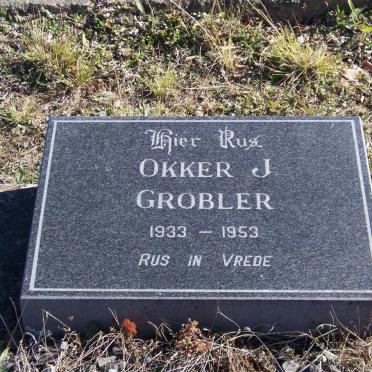 Hier Rus
OKKER J
GROBLER
1933 – 1953
RUS IN VREDE